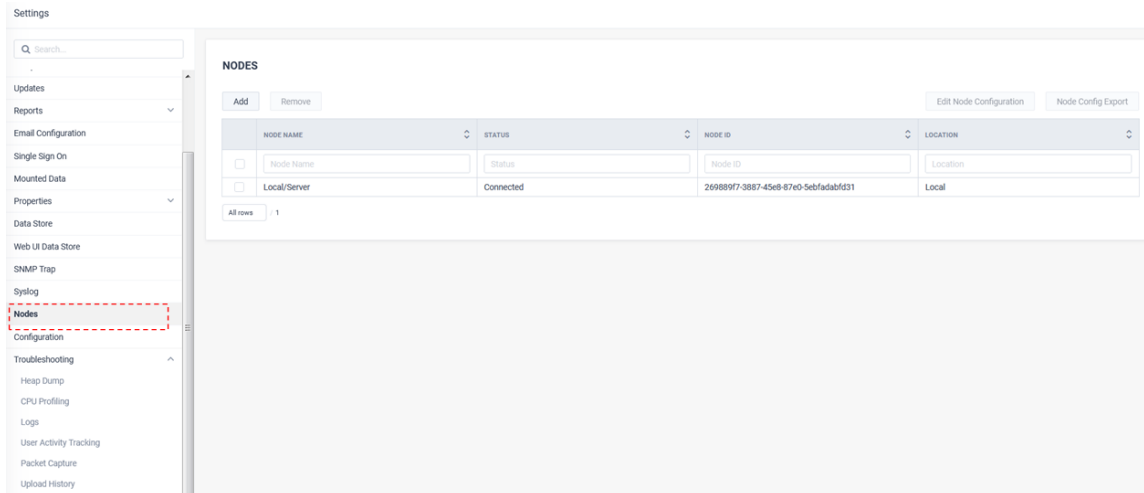 Settings
Search...
Updates
Reports
Email Configuration
Single Sign On
Mounted Data
Properties
Data Store
Web UI Data Store
SNMP Trap
Syslog
Nodes
Configuration
Troubleshooting
Heap Dump
CPU Profiling
Logs
User Activity Tracking
Packet Capture
Upload History
NODES
Add Remove Edit Node Configuration Node Config Export
NODE NAME STATUS NODE ID LOCATION
Node Name Status Node ID Location
Local/Server Connected 269889f7-3887-45e8-87e0-5ebfadabfd31 Local
All rows / 1